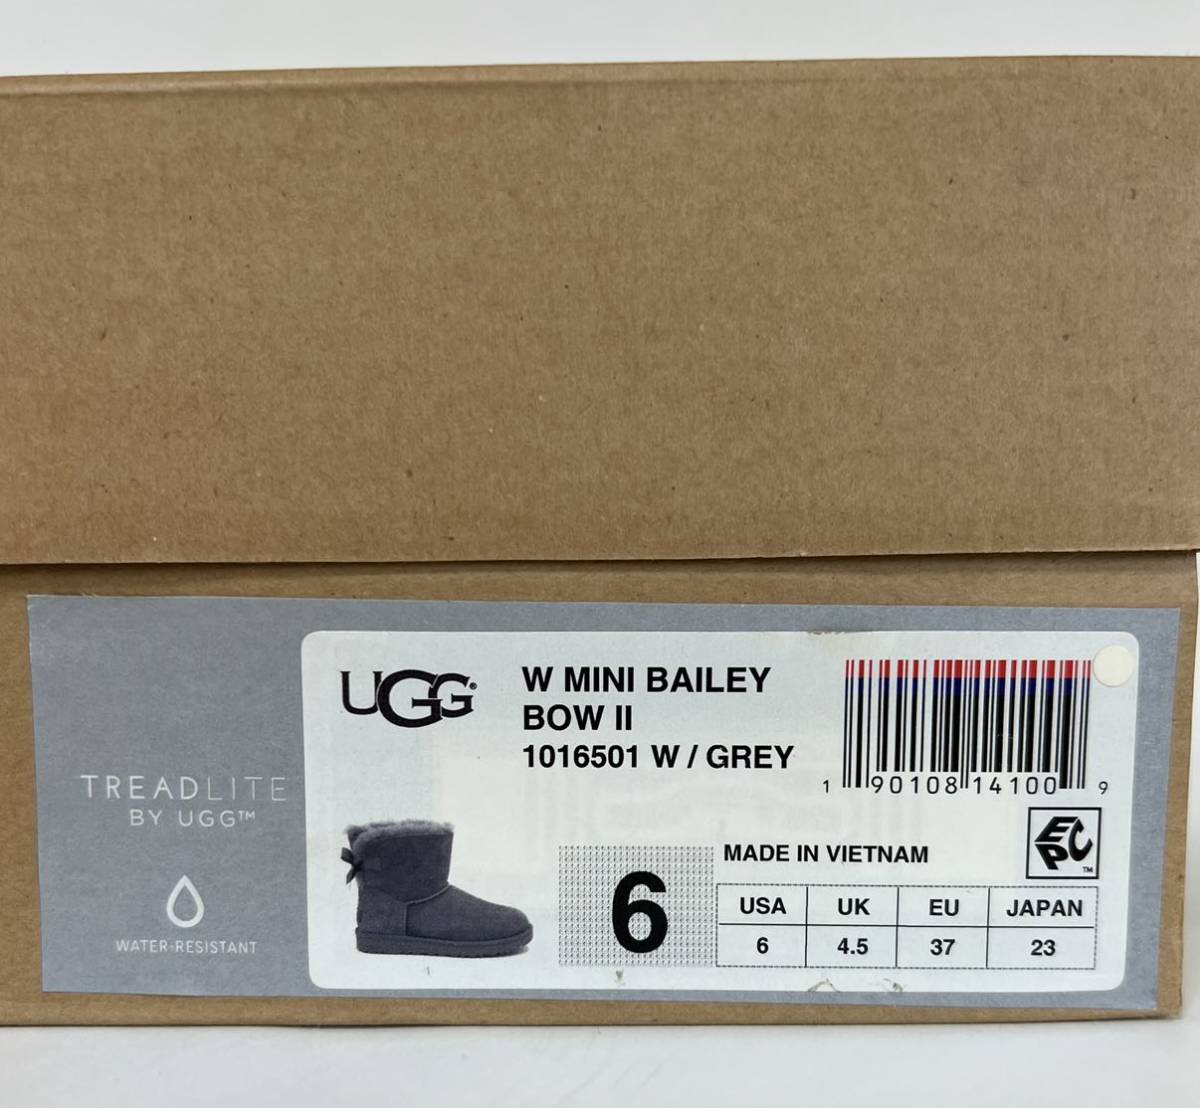 TREADLITE
BY UGG™
WATER-RESISTANT
UGG®
W MINI BAILEY
BOW II
1016501 W / GREY
1 90108 14100 9
MADE IN VIETNAM
EPC™
6
USA UK EU JAPAN
6 4.5 37 23